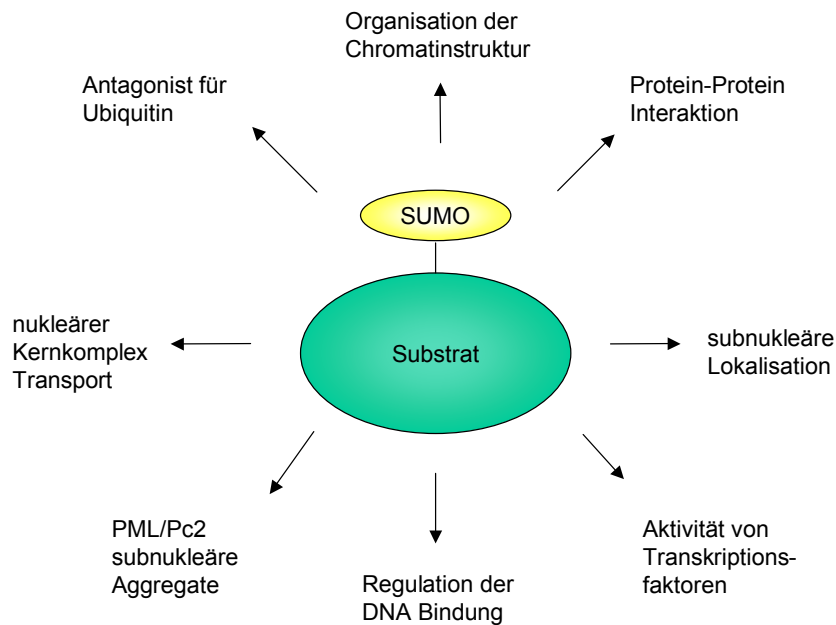 Organisation der
Chromatinstruktur
Antagonist für
Ubiquitin
Protein-Protein
Interaktion
SUMO
nukleärer
Kernkomplex
Transport
Substrat
subnukleäre
Lokalisation
PML/Pc2
subnukleäre
Aggregate
Regulation der
DNA Bindung
Aktivität von
Transkriptions-
faktoren